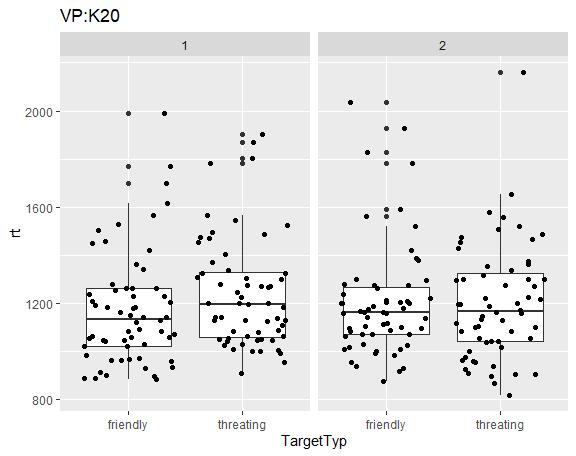 VP:K20
1
2
rt
2000
1600
1200
800
friendly
threating
friendly
threating
TargetTyp